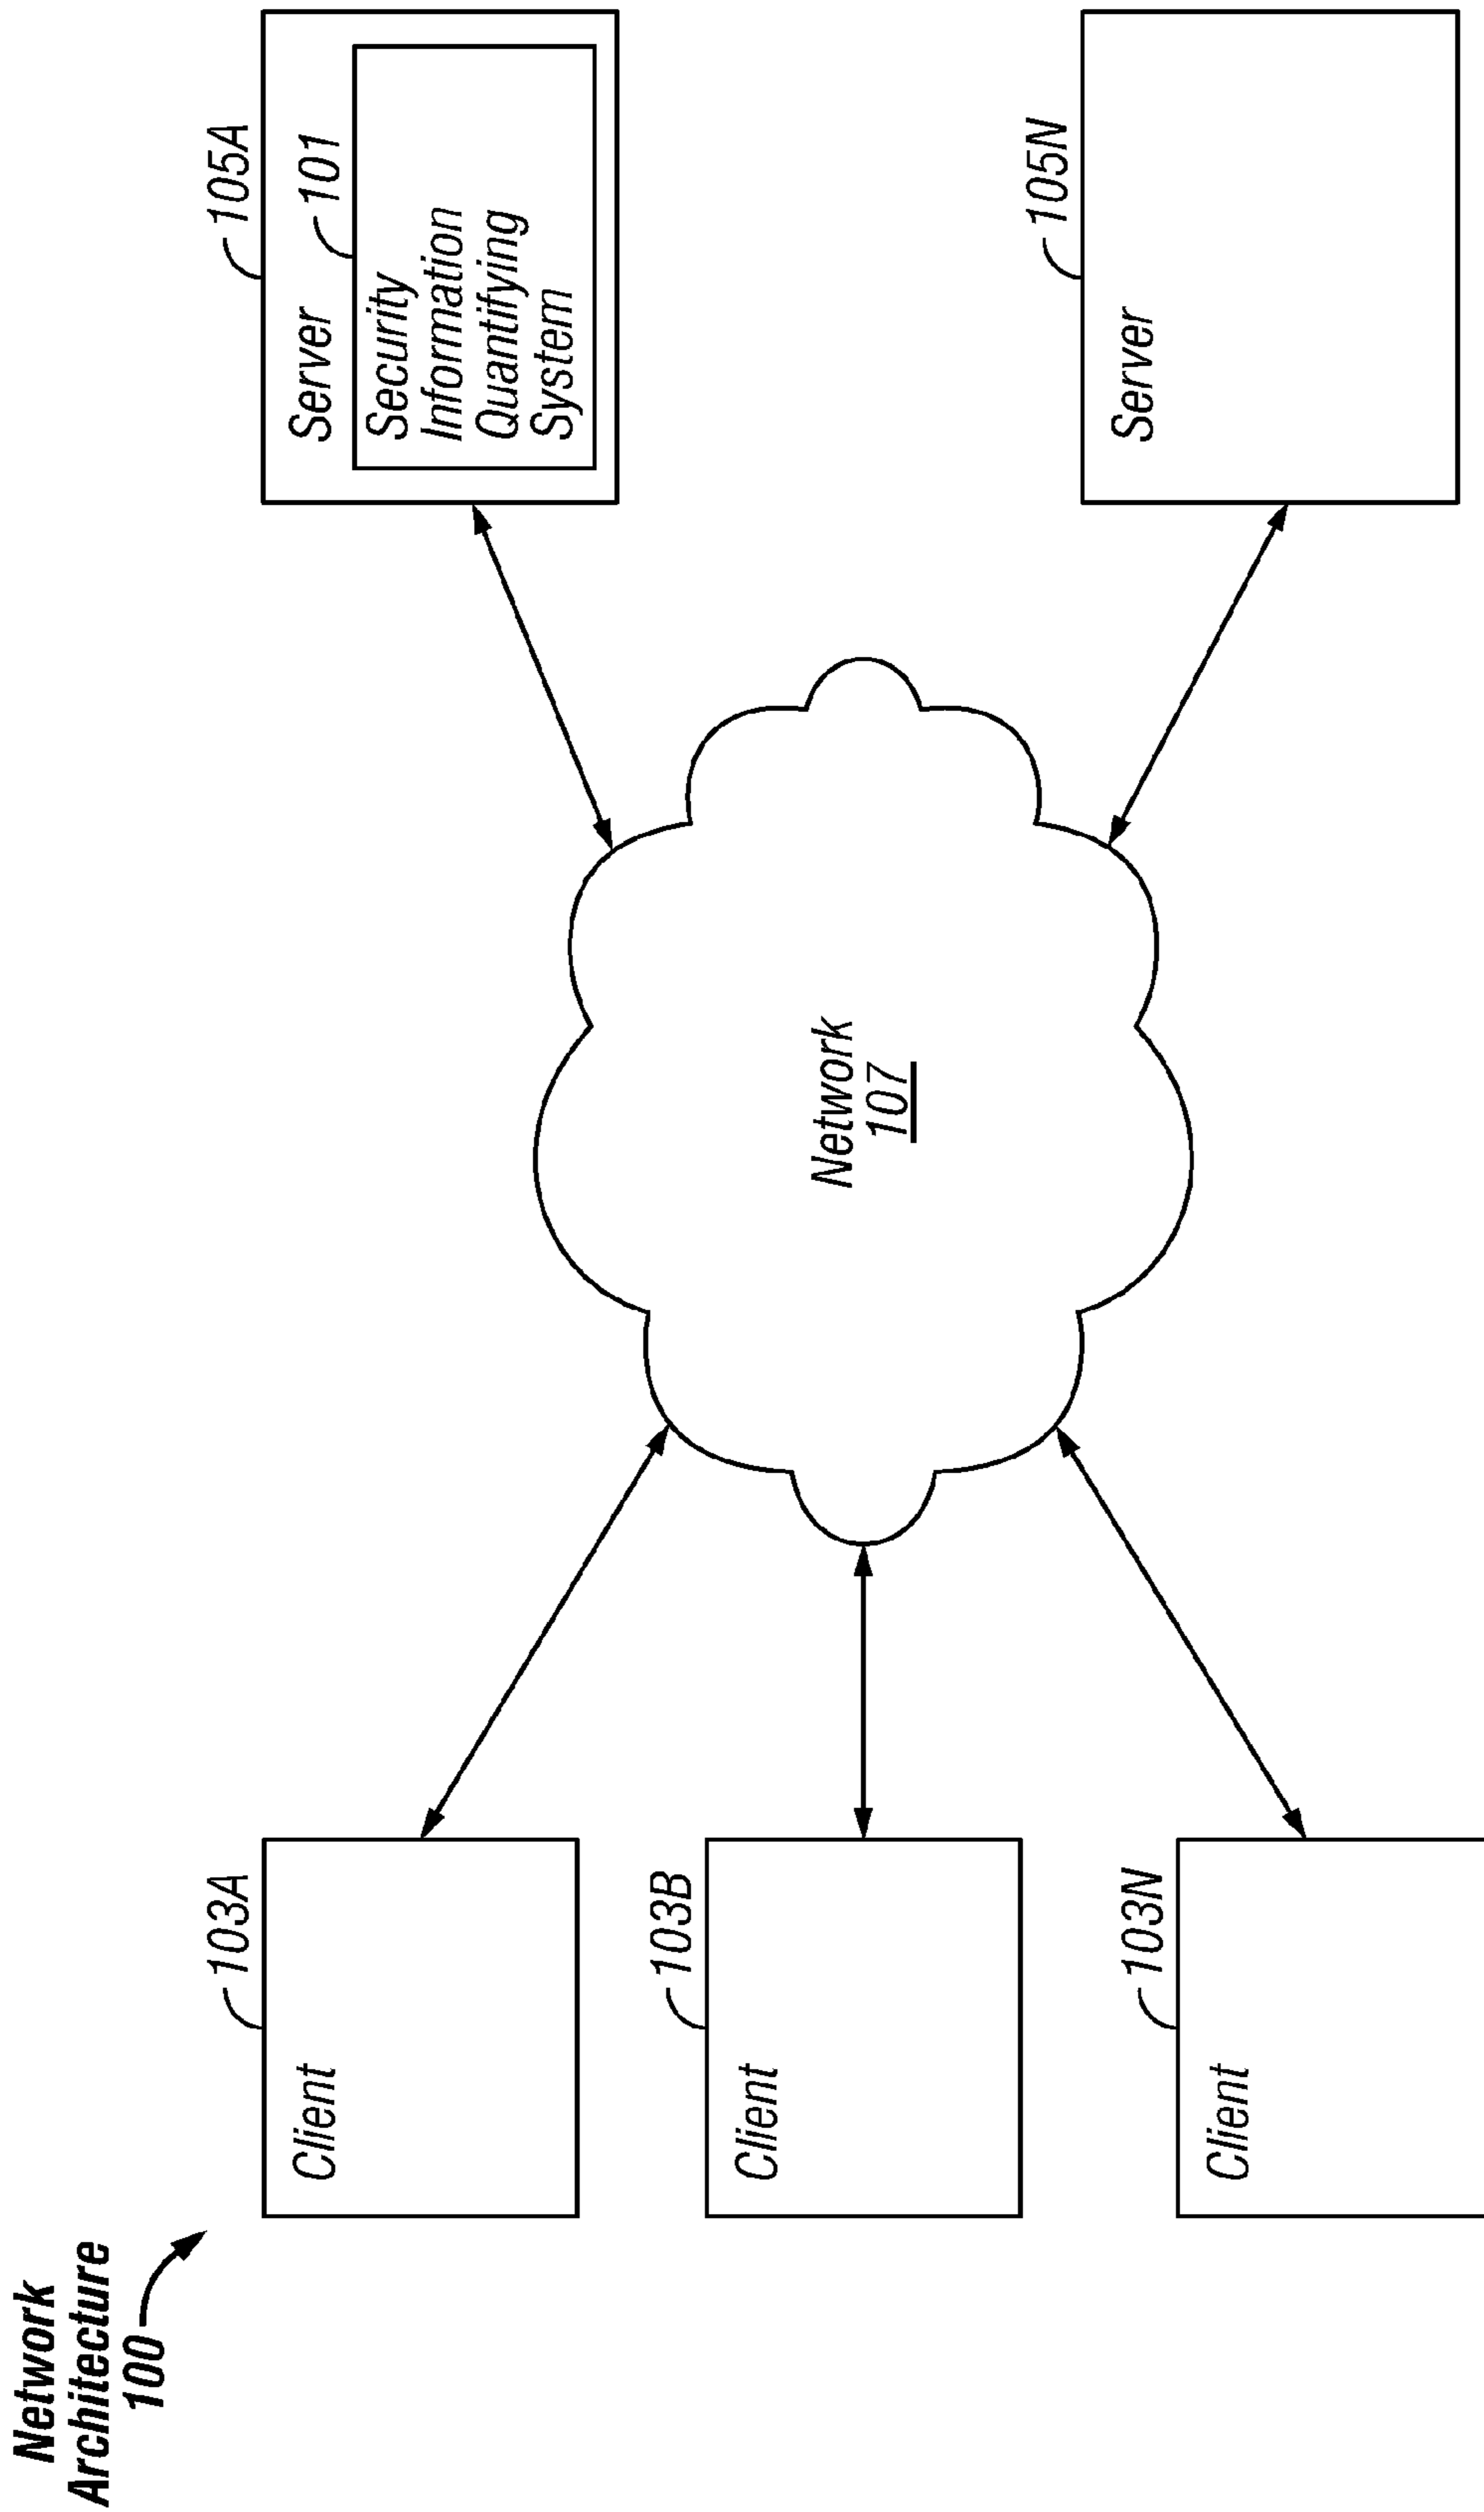 Network
Architecture
100
103A
Client
103B
Client
103N
Client
Network
107
105A
Server
101
Security
Information
Quantifying
System
105N
Server